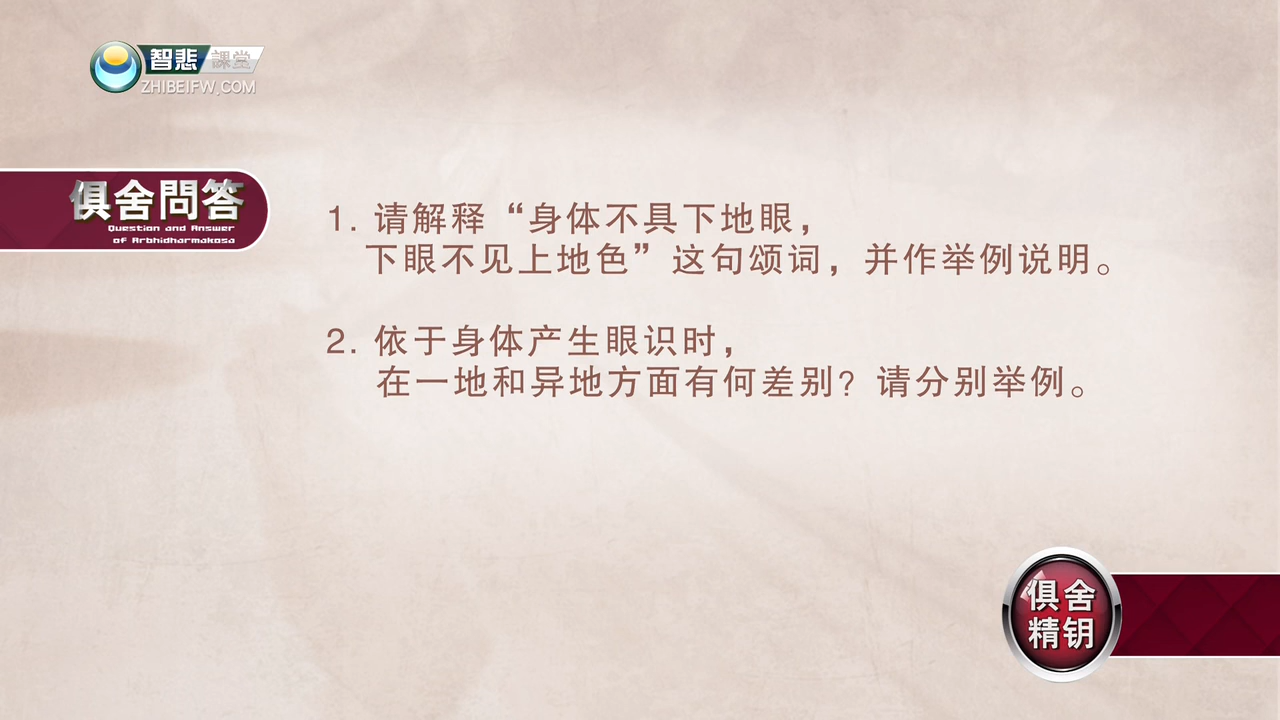 智悲課堂
ZHIBEIFW.COM
俱舍問答
Question and Answer
of Arbhidharmakosa
1. 请解释“身体不具下地眼，
下眼不见上地色”这句颂词，并作举例说明。
2. 依于身体产生眼识时，
在一地和异地方面有何差别？请分别举例。
俱舍
精钥